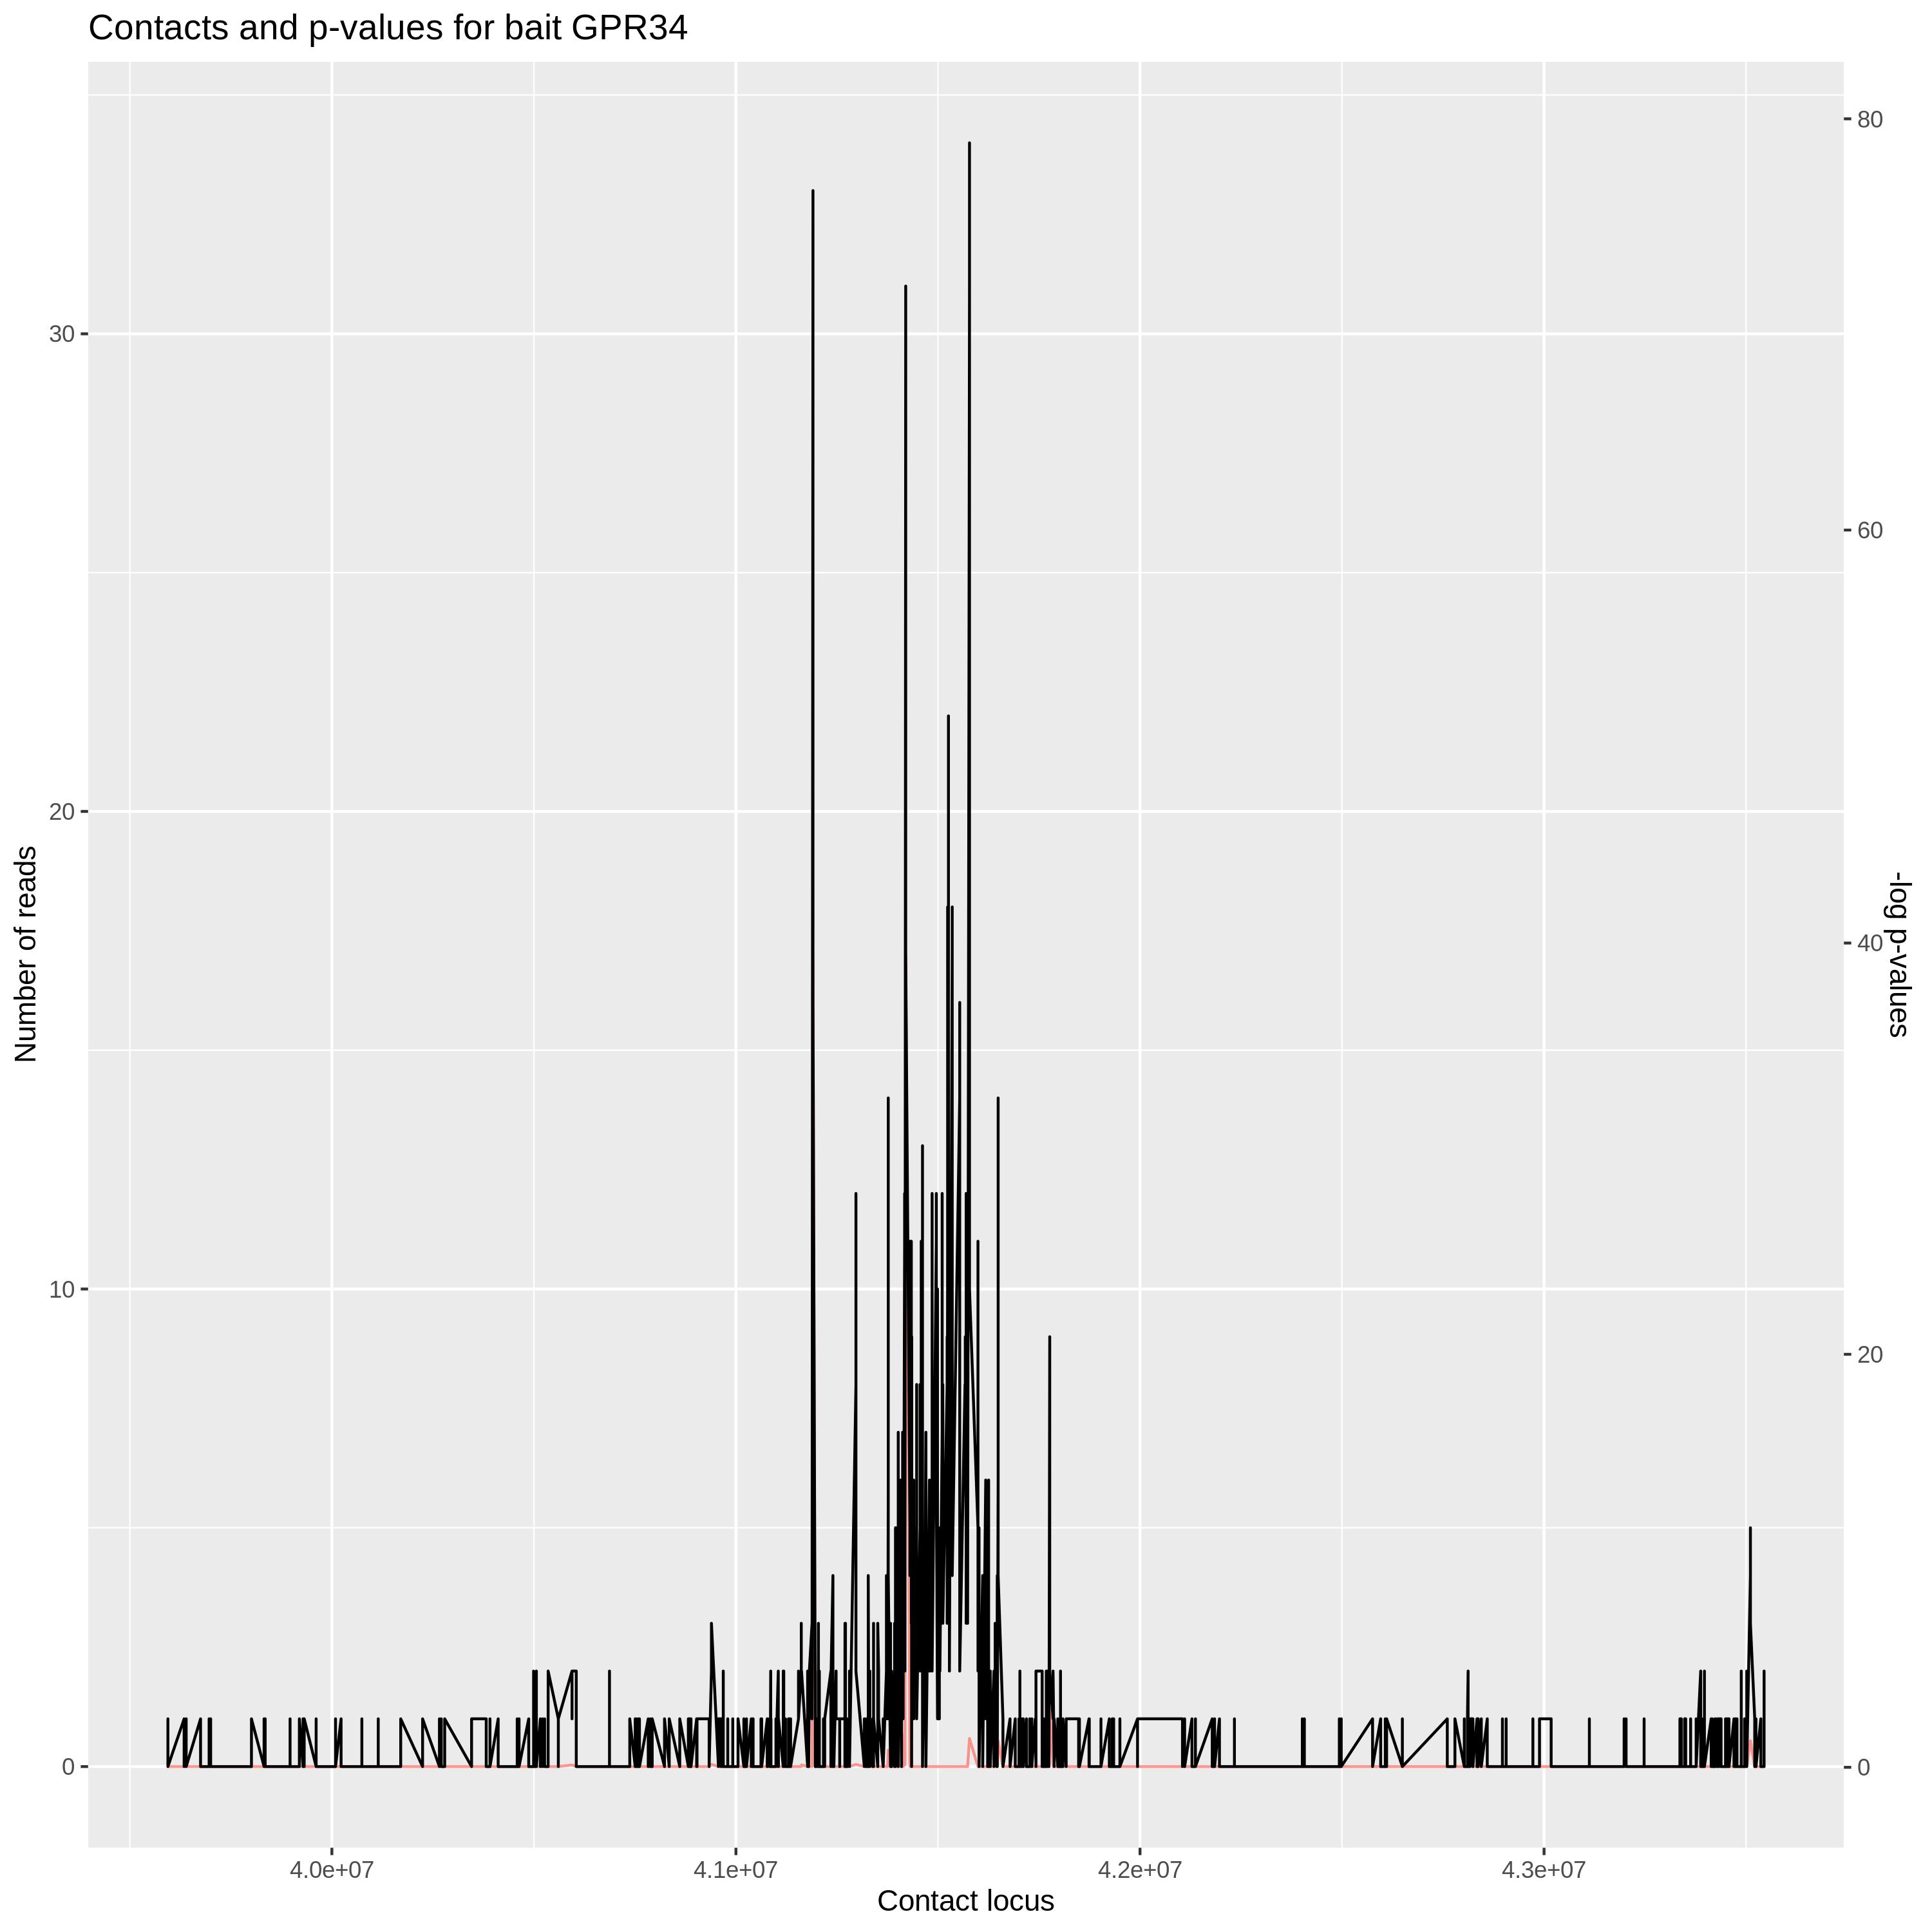 Contacts and p-values for bait GPR34
Number of reads
30
20
10
0
80
60
40
20
0
-log p-values
4.0e+07
4.1e+07
4.2e+07
4.3e+07
Contact locus